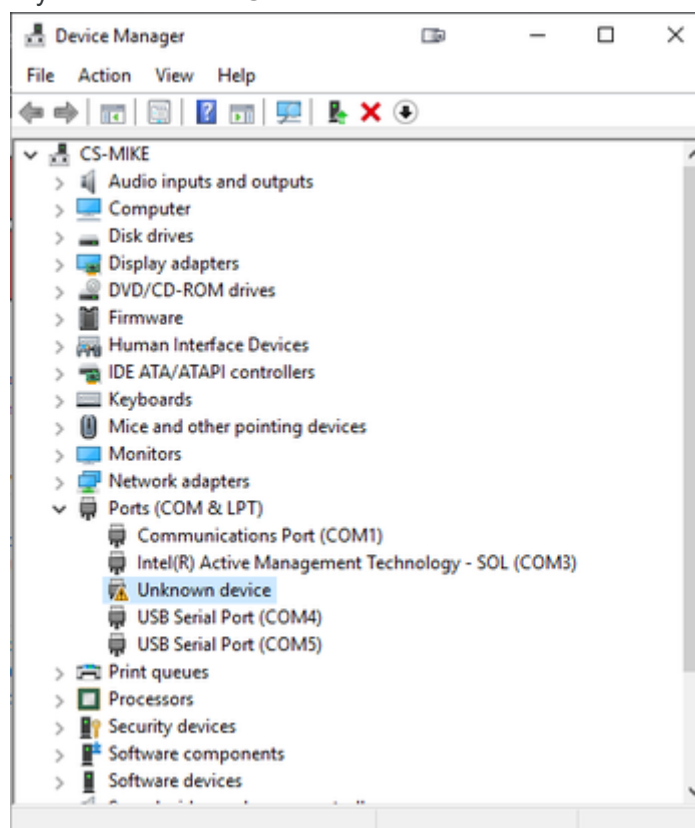 Device Manager
File Action View Help
CS-MIKE
Audio inputs and outputs
Computer
Disk drives
Display adapters
DVD/CD-ROM drives
Firmware
Human Interface Devices
IDE ATA/ATAPI controllers
Keyboards
Mice and other pointing devices
Monitors
Network adapters
Ports (COM & LPT)
Communications Port (COM1)
Intel(R) Active Management Technology - SOL (COM3)
Unknown device
USB Serial Port (COM4)
USB Serial Port (COM5)
Print queues
Processors
Security devices
Software components
Software devices